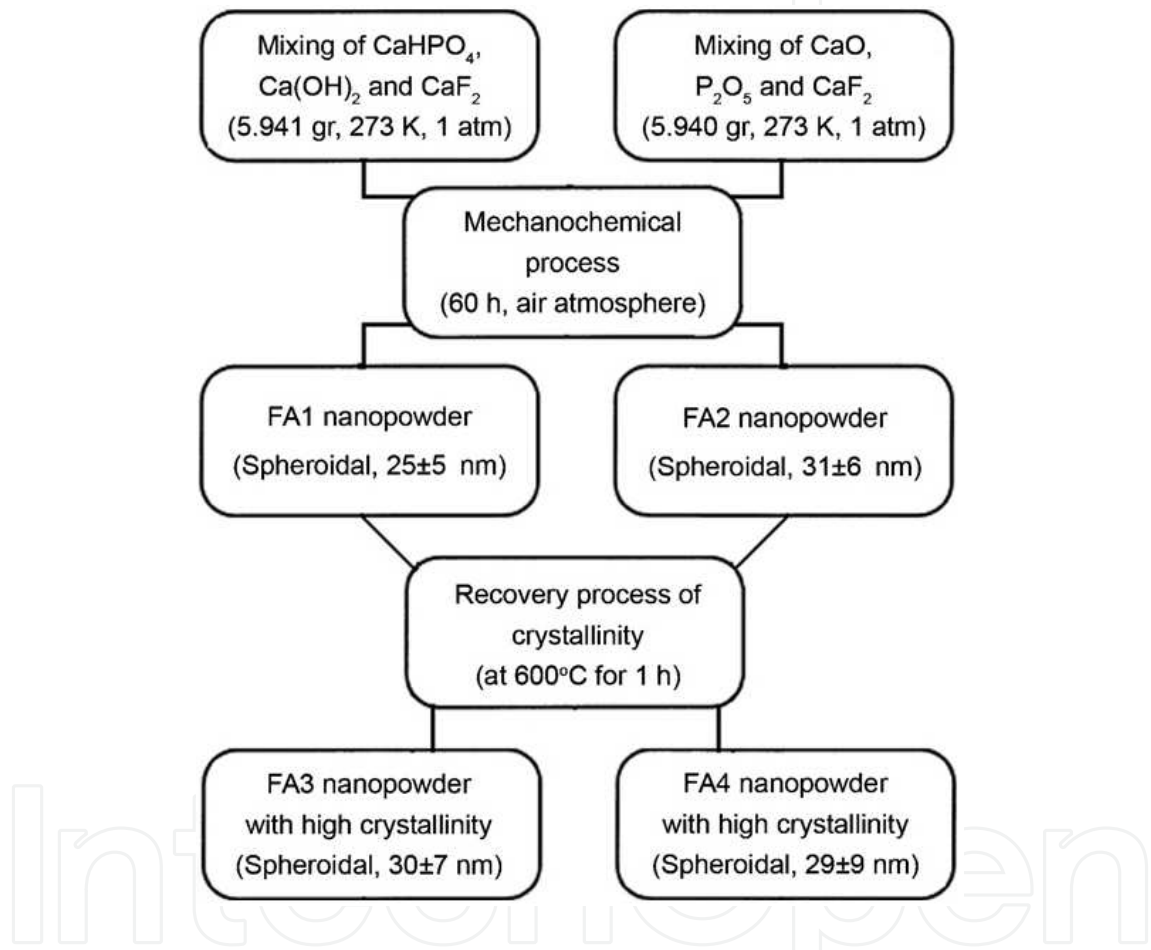 Mixing of CaHPO₄,
Ca(OH)₂ and CaF₂
(5.941 gr, 273 K, 1 atm)
Mixing of CaO,
P₂O₅ and CaF₂
(5.940 gr, 273 K, 1 atm)
Mechanochemical
process
(60 h, air atmosphere)
FA1 nanopowder
(Spheroidal, 25±5 nm)
FA2 nanopowder
(Spheroidal, 31±6 nm)
Recovery process of
crystallinity
(at 600°C for 1 h)
FA3 nanopowder
with high crystallinity
(Spheroidal, 30±7 nm)
FA4 nanopowder
with high crystallinity
(Spheroidal, 29±9 nm)
IntechOpen